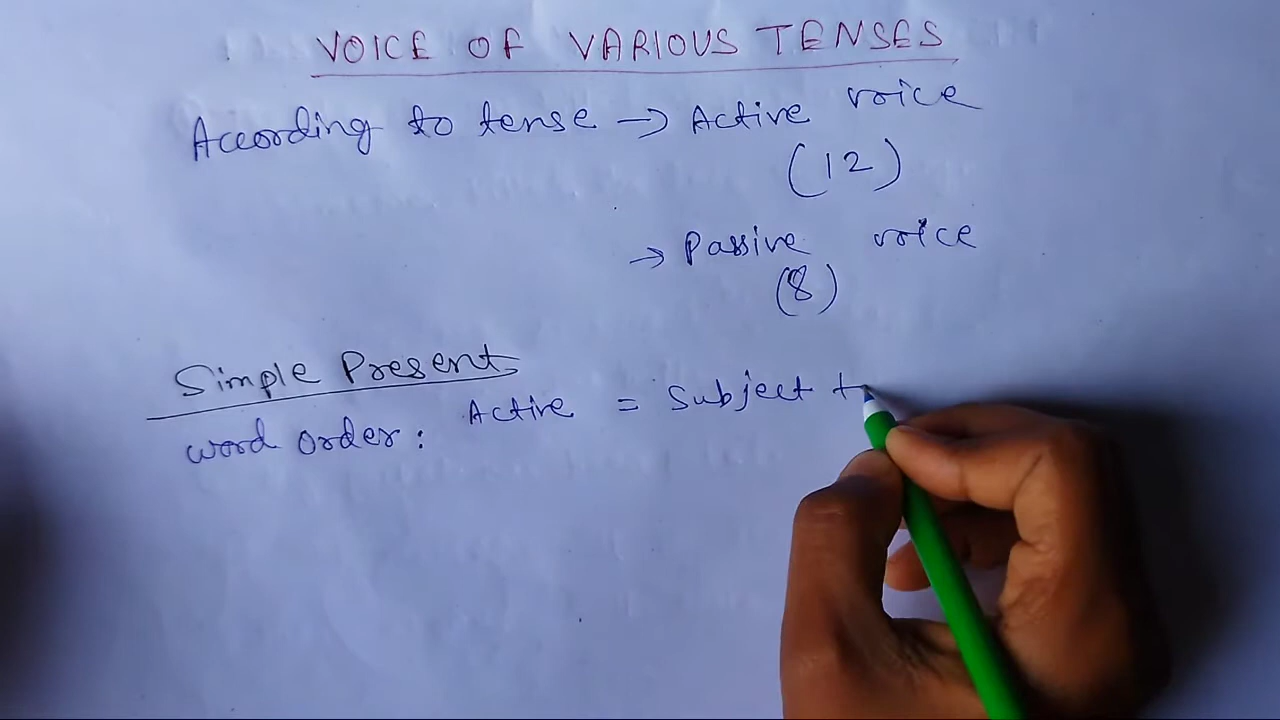 VOICE OF VARIOUS TENSES
According to tense → Active voice
(12)
→ Passive voice
(8)
Simple Present
word order: Active = Subject +